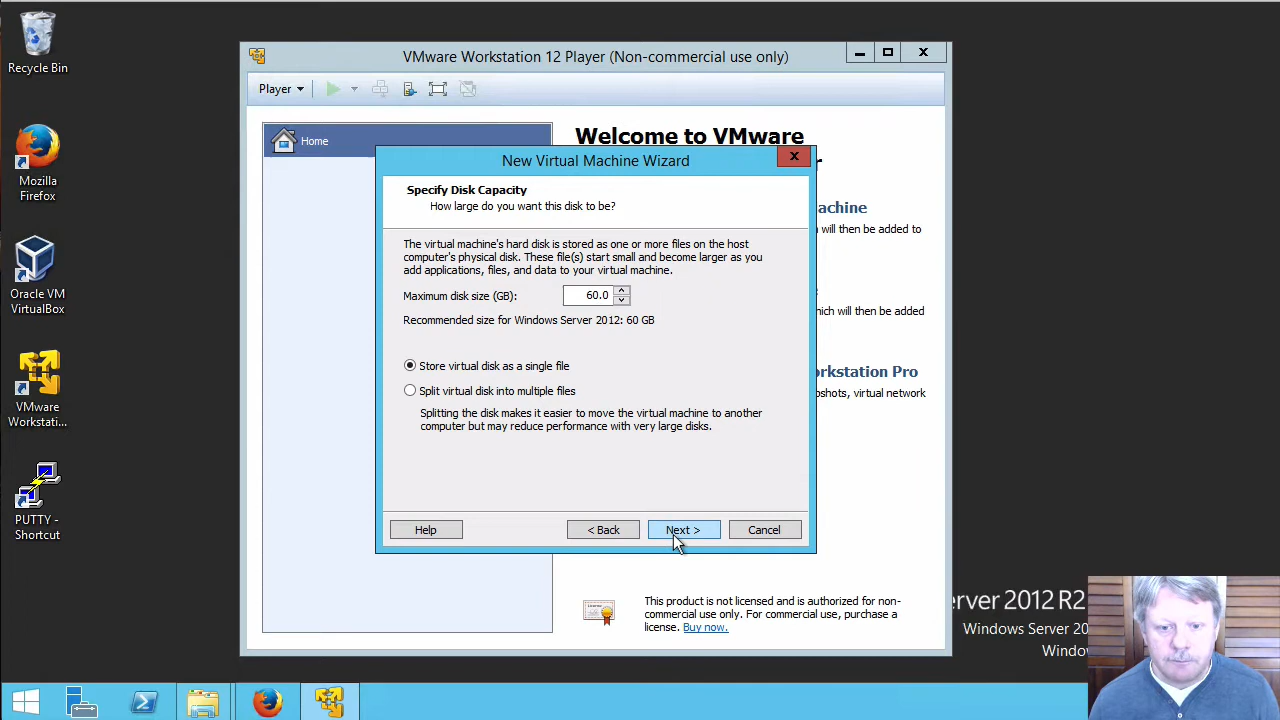 Recycle Bin
Mozilla
Firefox
Oracle VM
VirtualBox
VMware
Workstati...
PUTTY -
Shortcut
VMware Workstation 12 Player (Non-commercial use only)
Player
Home
Welcome to VMware
achine
will then be added to
which will then be added
rkstation Pro
pshots, virtual network
New Virtual Machine Wizard
Specify Disk Capacity
How large do you want this disk to be?
The virtual machine's hard disk is stored as one or more files on the host
computer's physical disk. These file(s) start small and become larger as you
add applications, files, and data to your virtual machine.
Maximum disk size (GB): 60.0
Recommended size for Windows Server 2012: 60 GB
Store virtual disk as a single file
Split virtual disk into multiple files
Splitting the disk makes it easier to move the virtual machine to another
computer but may reduce performance with very large disks.
Help
< Back
Next >
Cancel
This product is not licensed and is authorized for non-
commercial use only. For commercial use, purchase a
license. Buy now.
erver 2012 R2
Windows Server 20
Windo